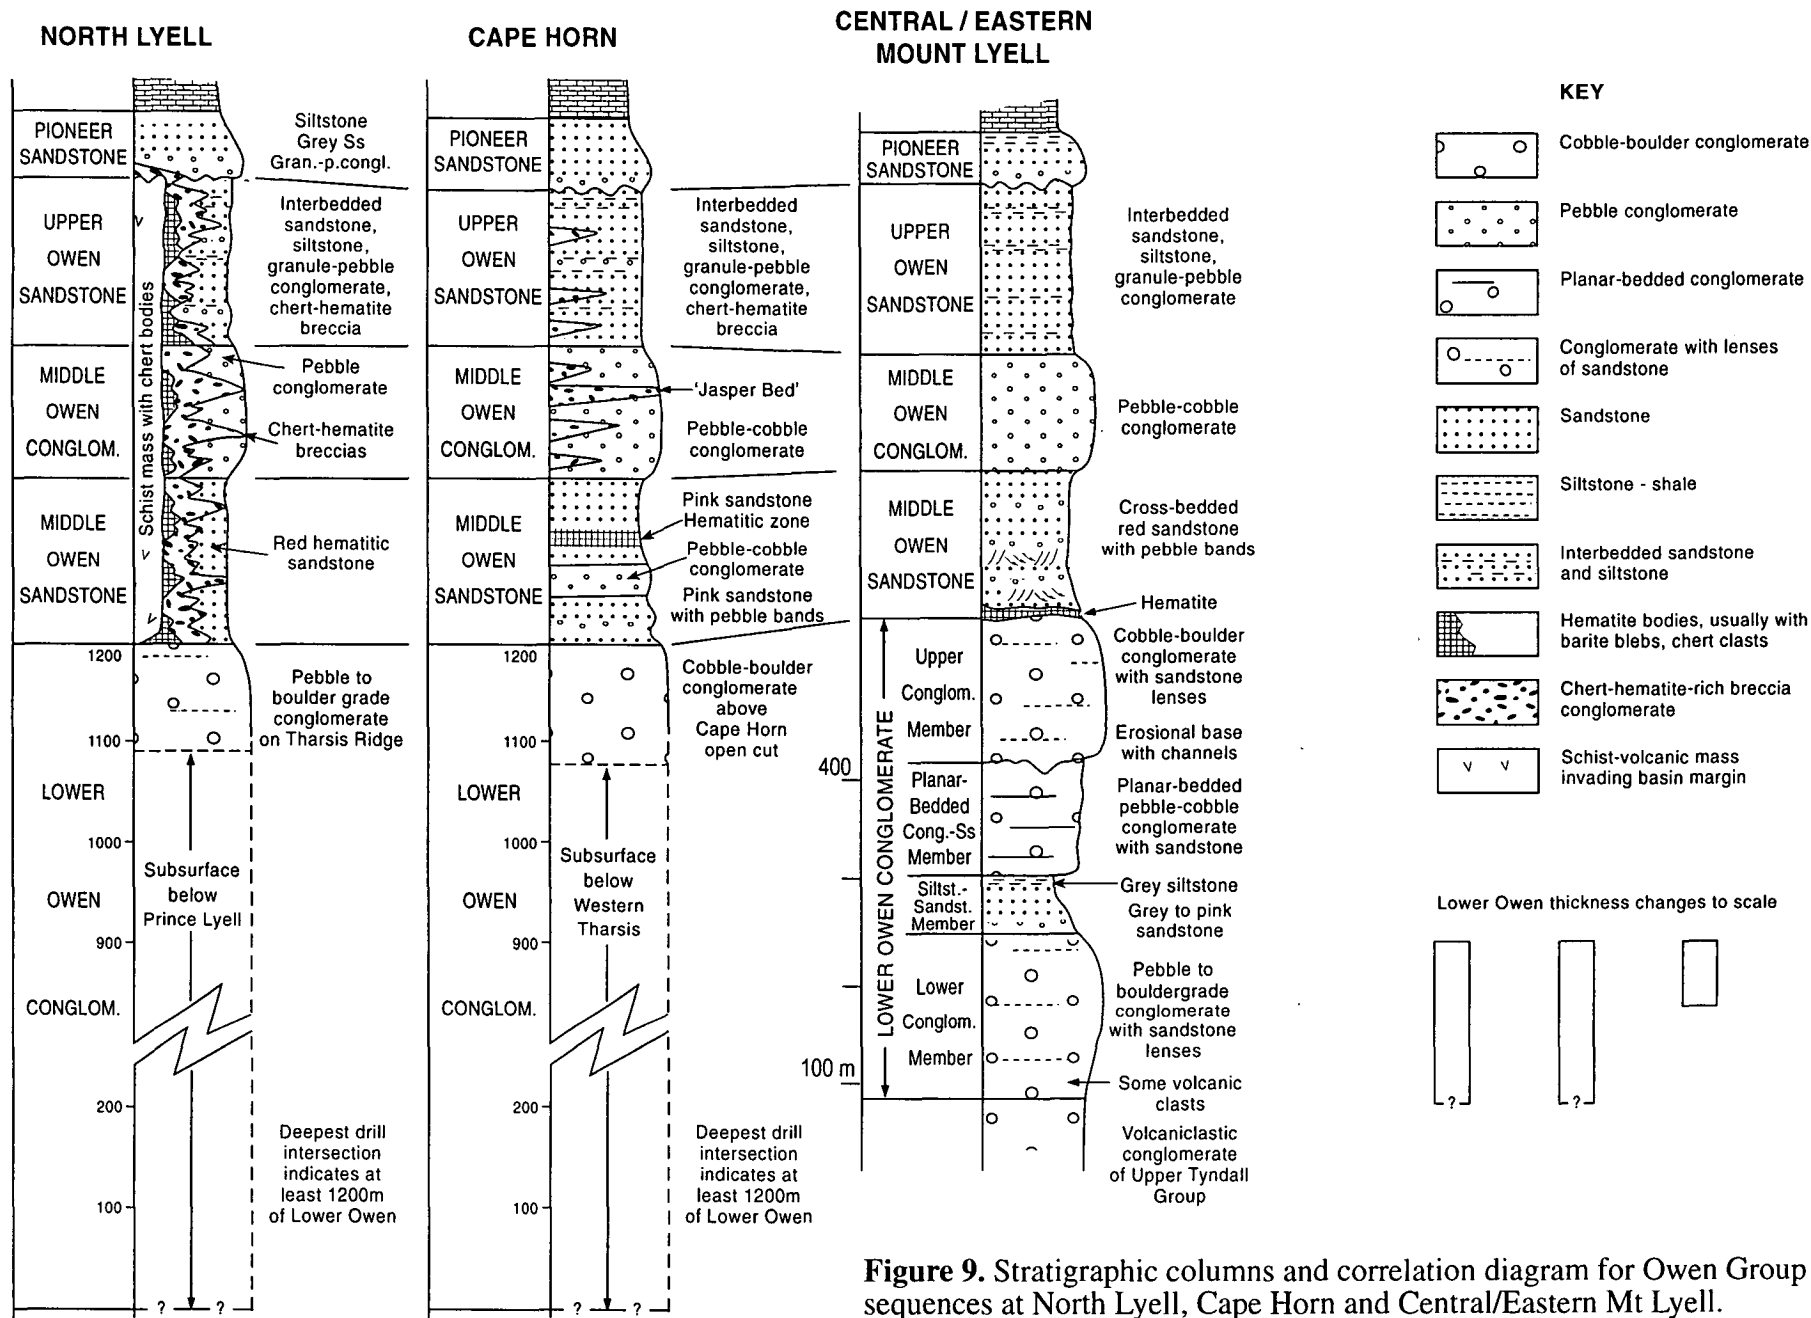 NORTH LYELL
PIONEER
SANDSTONE
UPPER
OWEN
SANDSTONE
MIDDLE
OWEN
CONGLOM.
MIDDLE
OWEN
SANDSTONE
LOWER
OWEN
CONGLOM.
1200
1100
1000
900
200
100
v
Schist mass with chert bodies
v
v
Subsurface
below
Prince Lyell
? ?
Siltstone
Grey Ss
Gran.-p.congl.
Interbedded
sandstone,
siltstone,
granule-pebble
conglomerate,
chert-hematite
breccia
Pebble
conglomerate
Chert-hematite
breccias
Red hematitic
sandstone
Pebble to
boulder grade
conglomerate
on Tharsis Ridge
Deepest drill
intersection
indicates at
least 1200m
of Lower Owen
CAPE HORN
PIONEER
SANDSTONE
UPPER
OWEN
SANDSTONE
MIDDLE
OWEN
CONGLOM.
MIDDLE
OWEN
SANDSTONE
LOWER
OWEN
CONGLOM.
1200
1100
1000
900
200
100
Subsurface
below
Western
Tharsis
? ?
Interbedded
sandstone,
siltstone,
granule-pebble
conglomerate,
chert-hematite
breccia
'Jasper Bed'
Pebble-cobble
conglomerate
Pink sandstone
Hematitic zone
Pebble-cobble
conglomerate
Pink sandstone
with pebble bands
Cobble-boulder
conglomerate
above
Cape Horn
open cut
Deepest drill
intersection
indicates at
least 1200m
of Lower Owen
CENTRAL / EASTERN
MOUNT LYELL
PIONEER
SANDSTONE
UPPER
OWEN
SANDSTONE
MIDDLE
OWEN
CONGLOM.
MIDDLE
OWEN
SANDSTONE
LOWER OWEN CONGLOMERATE
Upper
Conglom.
Member
400
Planar-
Bedded
Cong.-Ss
Member
Siltst.-
Sandst.
Member
Lower
Conglom.
Member
100 m
Interbedded
sandstone,
siltstone,
granule-pebble
conglomerate
Pebble-cobble
conglomerate
Cross-bedded
red sandstone
with pebble bands
Hematite
Cobble-boulder
conglomerate
with sandstone
lenses
Erosional base
with channels
Planar-bedded
pebble-cobble
conglomerate
with sandstone
Grey siltstone
Grey to pink
sandstone
Pebble to
bouldergrade
conglomerate
with sandstone
lenses
Some volcanic
clasts
Volcaniclastic
conglomerate
of Upper Tyndall
Group
KEY
Cobble-boulder conglomerate
Pebble conglomerate
Planar-bedded conglomerate
Conglomerate with lenses
of sandstone
Sandstone
Siltstone - shale
Interbedded sandstone
and siltstone
Hematite bodies, usually with
barite blebs, chert clasts
Chert-hematite-rich breccia
conglomerate
v v
Schist-volcanic mass
invading basin margin
Lower Owen thickness changes to scale
? ?
Figure 9. Stratigraphic columns and correlation diagram for Owen Group
sequences at North Lyell, Cape Horn and Central/Eastern Mt Lyell.